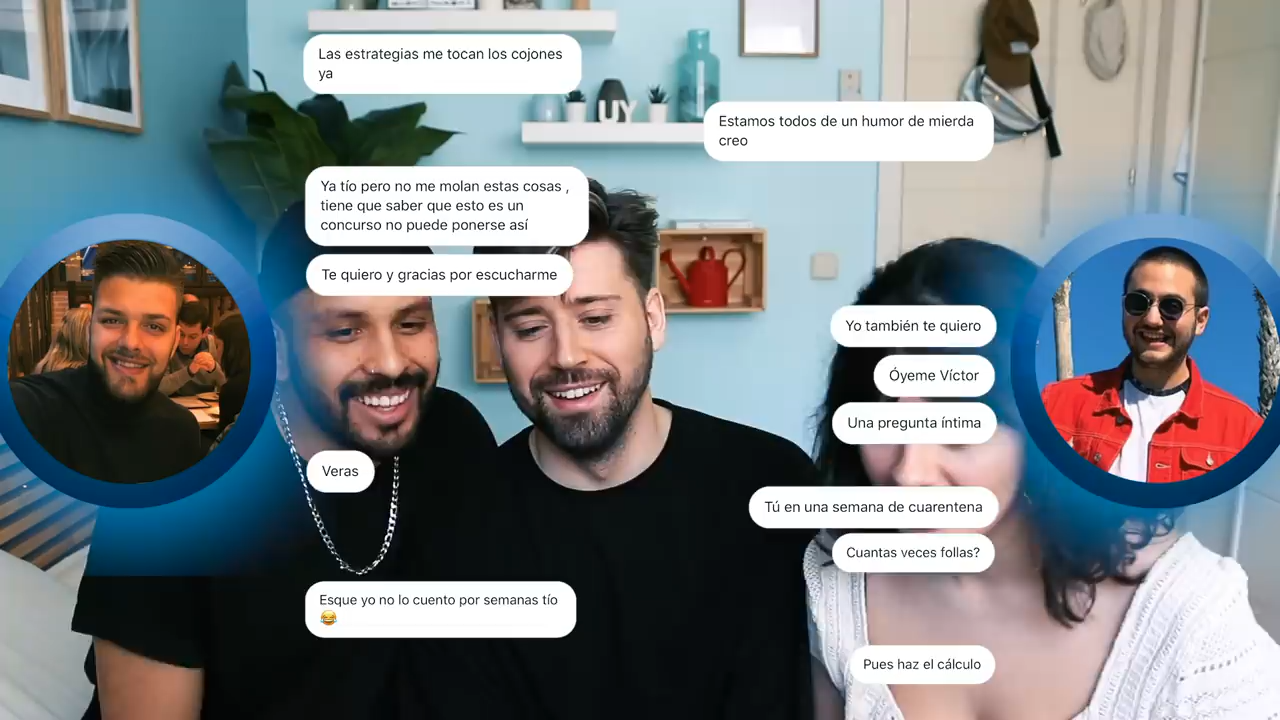 Las estrategias me tocan los cojones
ya
UY
Estamos todos de un humor de mierda
creo
Ya tío pero no me molan estas cosas ,
tiene que saber que esto es un
concurso no puede ponerse así
Te quiero y gracias por escucharme
Yo también te quiero
Óyeme Víctor
Una pregunta íntima
Veras
Tú en una semana de cuarentena
Cuantas veces follas?
Esque yo no lo cuento por semanas tío
😂
Pues haz el cálculo